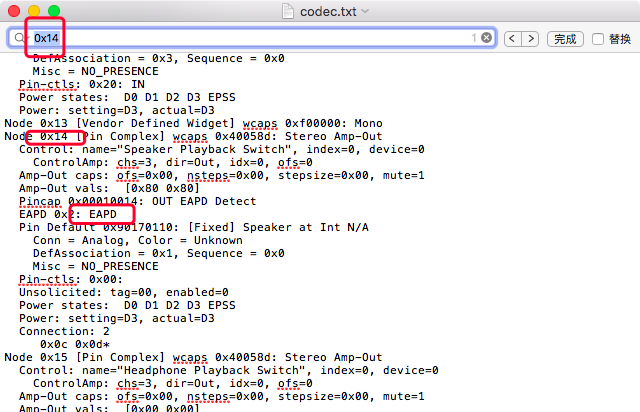 codec.txt
0x14
1
完成
替换
DefAssociation = 0x3, Sequence = 0x0
Misc = NO_PRESENCE
Pin-ctls: 0x20: IN
Power states:  D0 D1 D2 D3 EPSS
Power: setting=D3, actual=D3
Node 0x13 [Vendor Defined Widget] wcaps 0xf00000: Mono
Node 0x14 [Pin Complex] wcaps 0x40058d: Stereo Amp-Out
Control: name="Speaker Playback Switch", index=0, device=0
ControlAmp: chs=3, dir=Out, idx=0, ofs=0
Amp-Out caps: ofs=0x00, nsteps=0x00, stepsize=0x00, mute=1
Amp-Out vals:  [0x80 0x80]
Pincap 0x00010014: OUT EAPD Detect
EAPD 0x2: EAPD
Pin Default 0x90170110: [Fixed] Speaker at Int N/A
Conn = Analog, Color = Unknown
DefAssociation = 0x1, Sequence = 0x0
Misc = NO_PRESENCE
Pin-ctls: 0x00:
Unsolicited: tag=00, enabled=0
Power states:  D0 D1 D2 D3 EPSS
Power: setting=D3, actual=D3
Connection: 2
0x0c 0x0d*
Node 0x15 [Pin Complex] wcaps 0x40058d: Stereo Amp-Out
Control: name="Headphone Playback Switch", index=0, device=0
ControlAmp: chs=3, dir=Out, idx=0, ofs=0
Amp-Out caps: ofs=0x00, nsteps=0x00, stepsize=0x00, mute=1
Amp-Out vals:  [0x00 0x00]